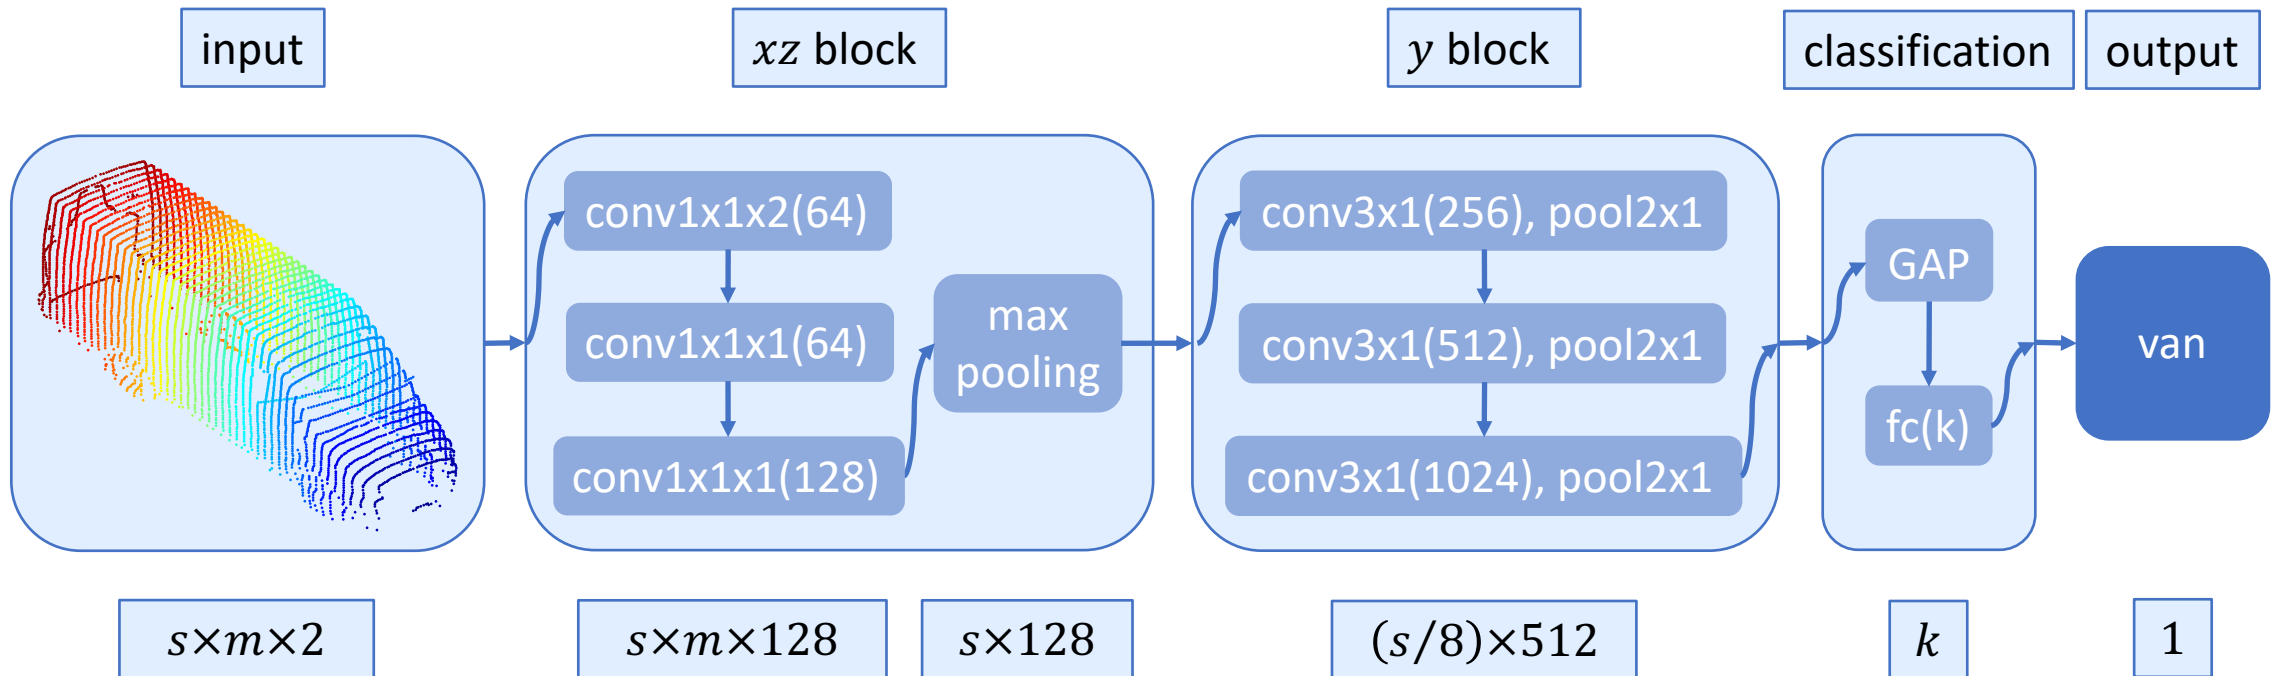 input
xz block
y block
classification
output
conv1x1x2(64)
conv1x1x1(64)
conv1x1x1(128)
max
pooling
conv3x1(256), pool2x1
conv3x1(512), pool2x1
conv3x1(1024), pool2x1
GAP
fc(k)
van
s×m×2
s×m×128
s×128
(s/8)×512
k
1